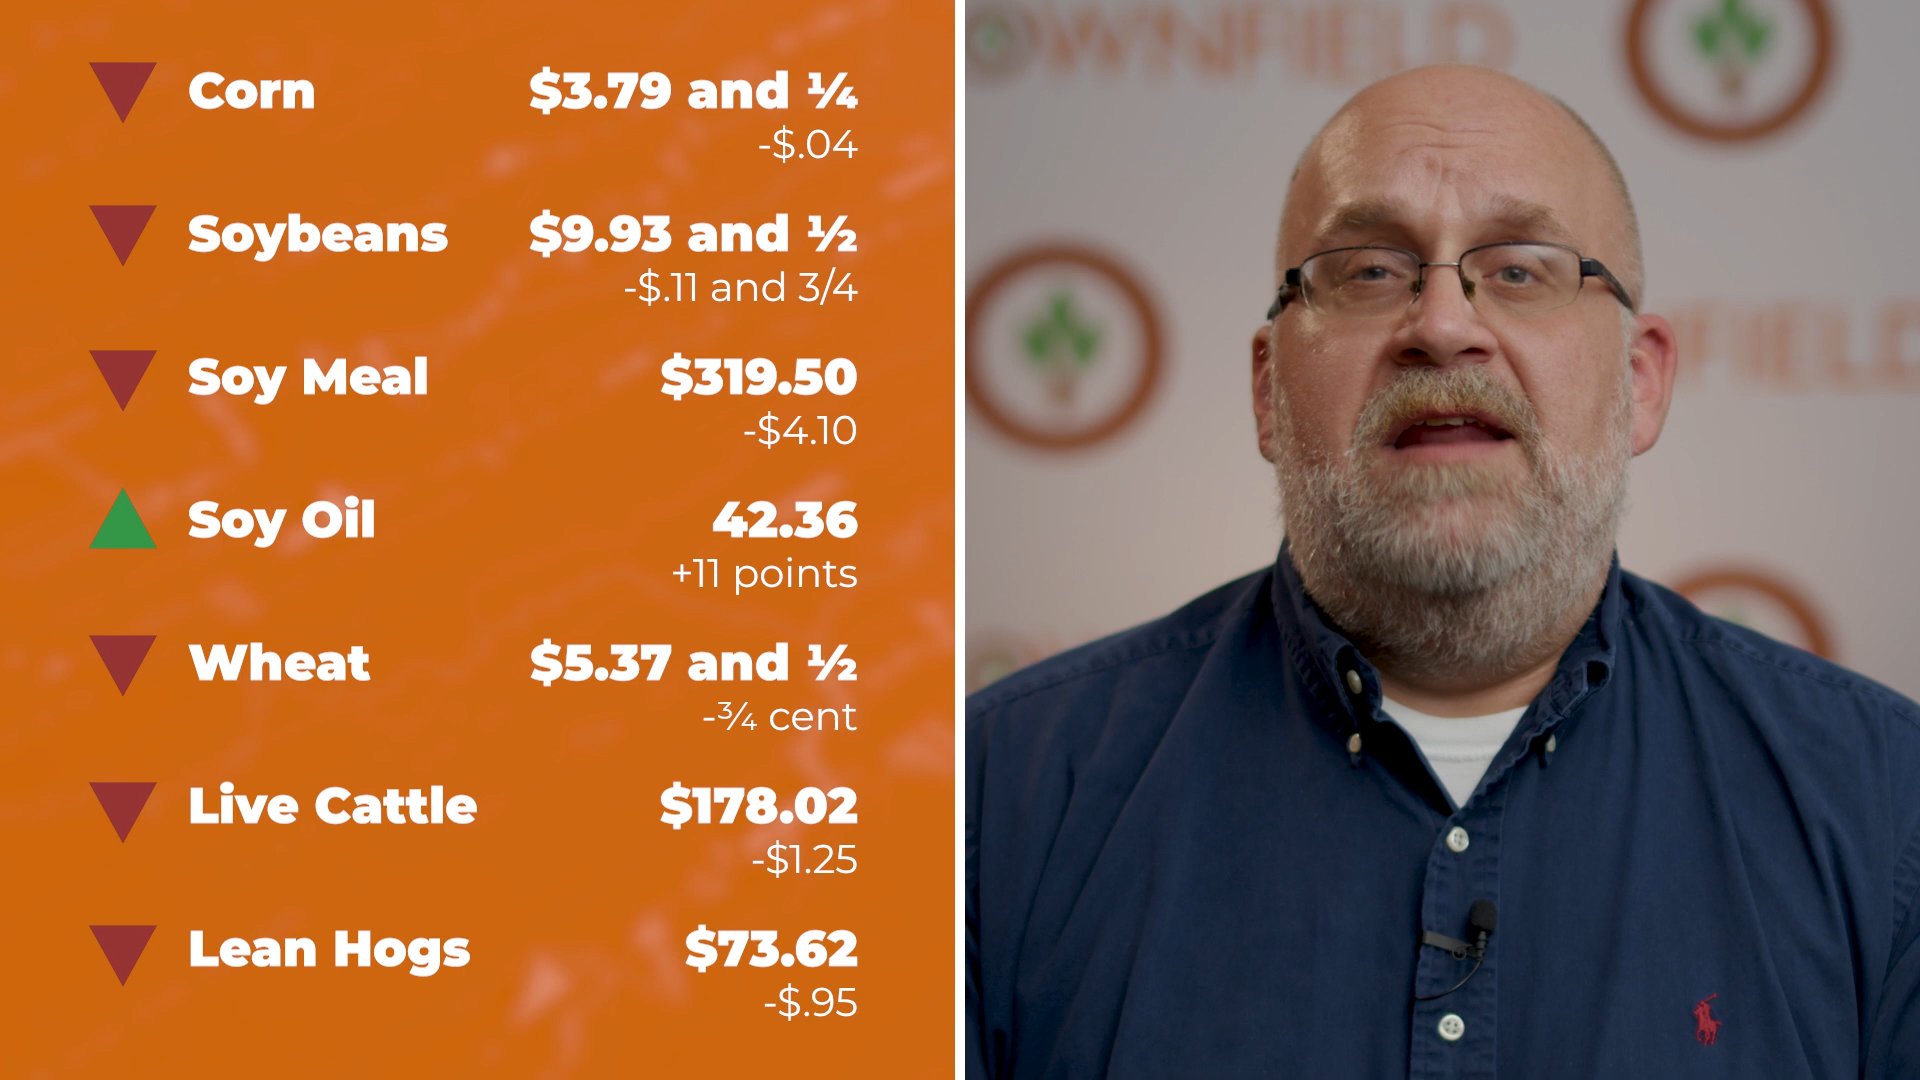 Corn $3.79 and ¼
-$.04
Soybeans $9.93 and ½
-$.11 and 3/4
Soy Meal $319.50
-$4.10
Soy Oil 42.36
+11 points
Wheat $5.37 and ½
-¾ cent
Live Cattle $178.02
-$1.25
Lean Hogs $73.62
-$.95
OWNFIELD
FIELD